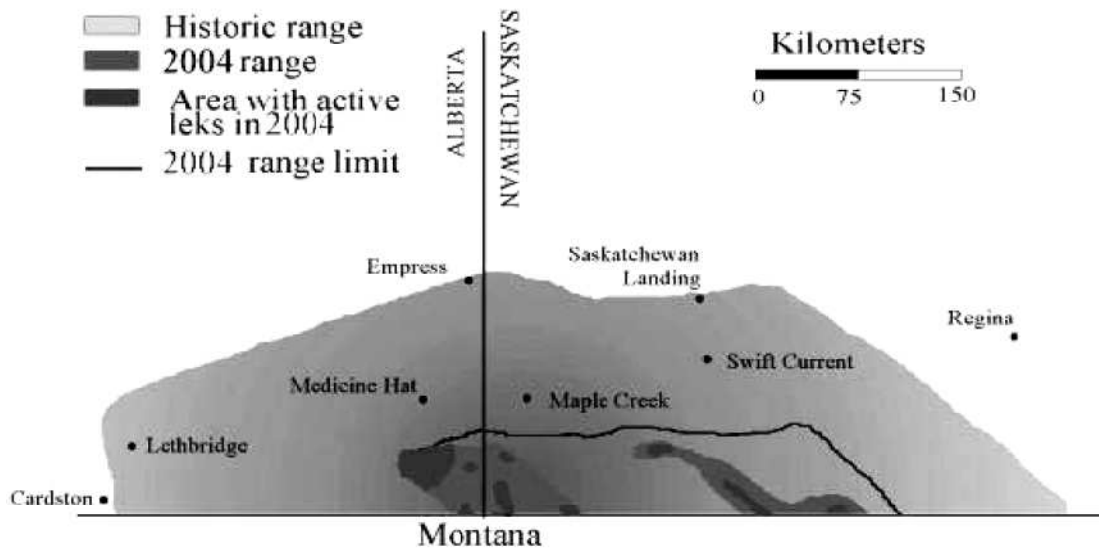 Historic range
2004 range
Area with active
leks in 2004
2004 range limit
ALBERTA
SASKATCHEWAN
Kilometers
0 75 150
Empress
Saskatchewan
Landing
Regina
Swift Current
Medicine Hat
Maple Creek
Lethbridge
Cardston
Montana